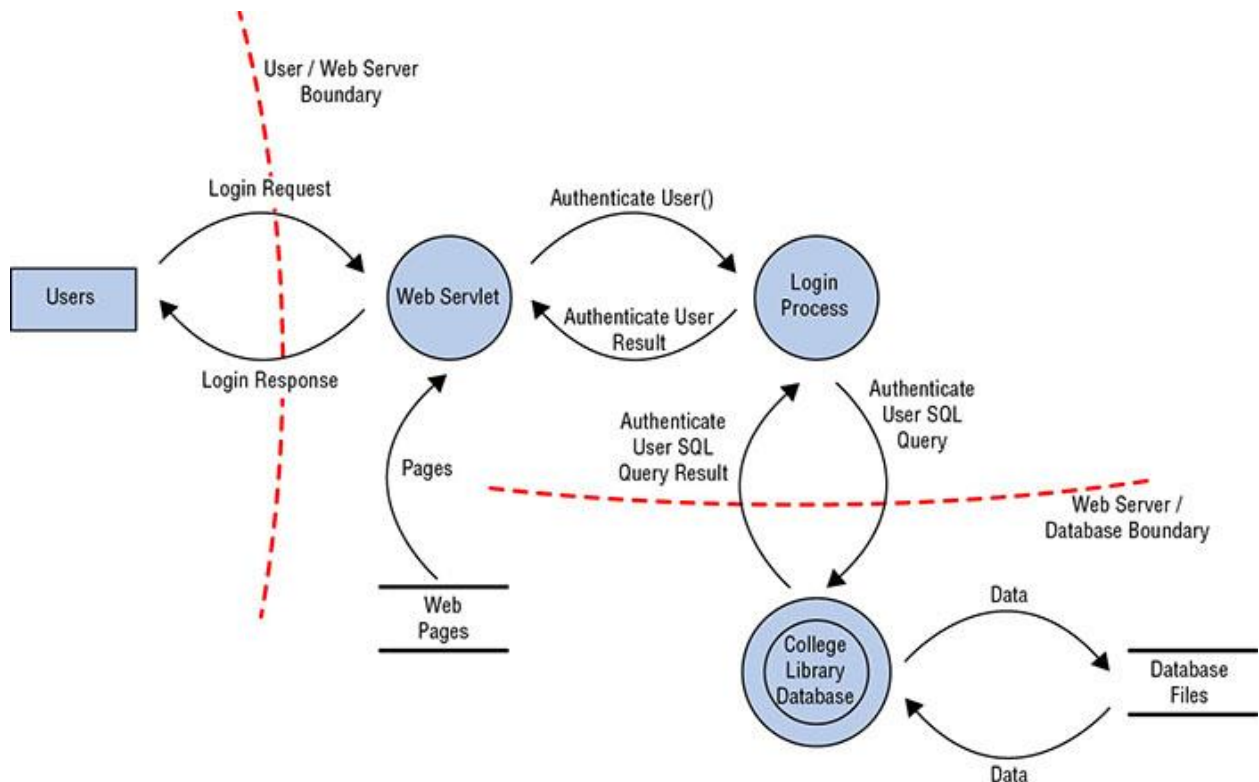 User / Web Server
Boundary
Login Request
Authenticate User()
Users
Web Servlet
Login
Process
Authenticate User
Result
Login Response
Authenticate
User SQL
Query
Authenticate
User SQL
Query Result
Pages
Web Server /
Database Boundary
Web
Pages
Data
College
Library
Database
Database
Files
Data